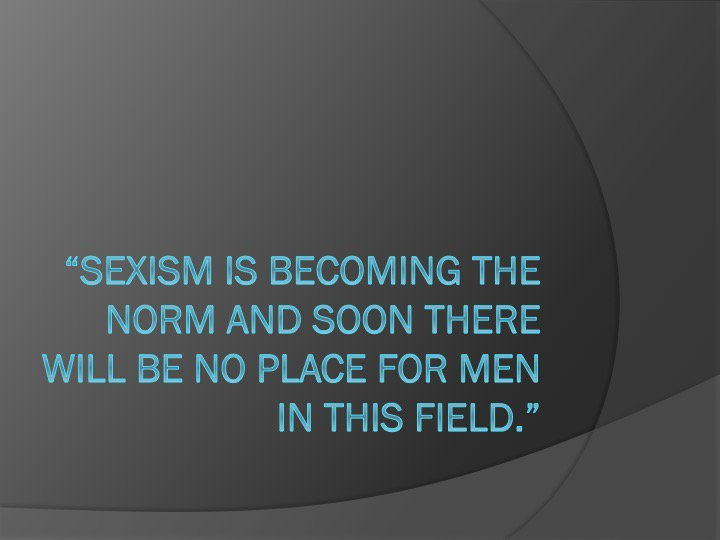 “SEXISM IS BECOMING THE
NORM AND SOON THERE
WILL BE NO PLACE FOR MEN
IN THIS FIELD.”